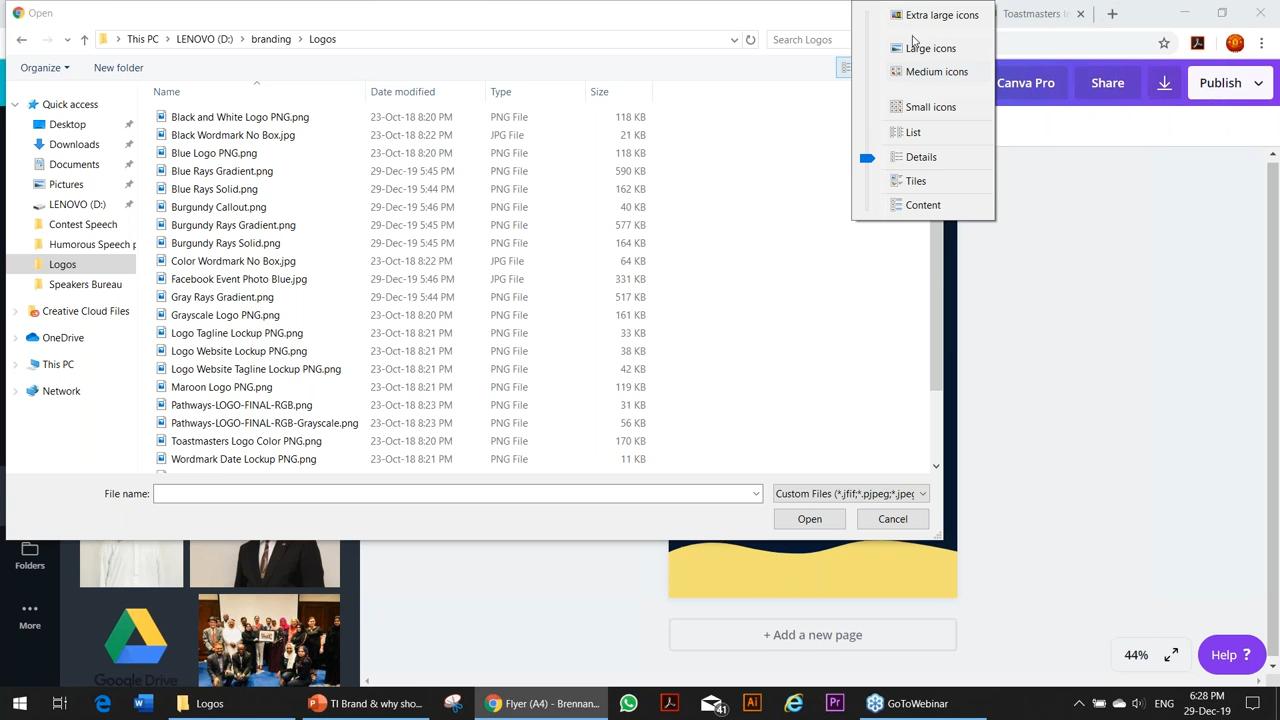 Open
This PC > LENOVO (D:) > branding > Logos
Search Logos
Organize
New folder
Name
Date modified
Type
Size
Quick access
Desktop
Downloads
Documents
Pictures
LENOVO (D:)
Contest Speech
Humorous Speech p
Logos
Speakers Bureau
Creative Cloud Files
OneDrive
This PC
Network
Black and White Logo PNG.png 23-Oct-18 8:20 PM PNG File 118 KB
Black Wordmark No Box.jpg 23-Oct-18 8:22 PM JPG File 21 KB
Blue Logo PNG.png 23-Oct-18 8:20 PM PNG File 118 KB
Blue Rays Gradient.png 29-Dec-19 5:45 PM PNG File 590 KB
Blue Rays Solid.png 29-Dec-19 5:44 PM PNG File 162 KB
Burgundy Callout.png 29-Dec-19 5:46 PM PNG File 40 KB
Burgundy Rays Gradient.png 29-Dec-19 5:45 PM PNG File 577 KB
Burgundy Rays Solid.png 29-Dec-19 5:45 PM PNG File 164 KB
Color Wordmark No Box.jpg 23-Oct-18 8:22 PM JPG File 64 KB
Facebook Event Photo Blue.jpg 29-Dec-19 5:46 PM JPG File 331 KB
Gray Rays Gradient.png 29-Dec-19 5:44 PM PNG File 517 KB
Grayscale Logo PNG.png 23-Oct-18 8:20 PM PNG File 161 KB
Logo Tagline Lockup PNG.png 23-Oct-18 8:21 PM PNG File 33 KB
Logo Website Lockup PNG.png 23-Oct-18 8:21 PM PNG File 38 KB
Logo Website Tagline Lockup PNG.png 23-Oct-18 8:21 PM PNG File 42 KB
Maroon Logo PNG.png 23-Oct-18 8:20 PM PNG File 119 KB
Pathways-LOGO-FINAL-RGB.png 23-Oct-18 8:23 PM PNG File 31 KB
Pathways-LOGO-FINAL-RGB-Grayscale.png 23-Oct-18 8:23 PM PNG File 56 KB
Toastmasters Logo Color PNG.png 23-Oct-18 8:20 PM PNG File 170 KB
Wordmark Date Lockup PNG.png 23-Oct-18 8:21 PM PNG File 11 KB
File name:
Custom Files (*.jfif;*.pjpeg;*.jpeg
Open
Cancel
Extra large icons
Large icons
Medium icons
Small icons
List
Details
Tiles
Content
Toastmasters I
Canva Pro
Share
Publish
Folders
More
Google Drive
+ Add a new page
44%
Help ?
Logos
TI Brand & why sho...
Flyer (A4) - Brennan...
41
Ai
Pr
GoToWebinar
ENG
6:28 PM
29-Dec-19